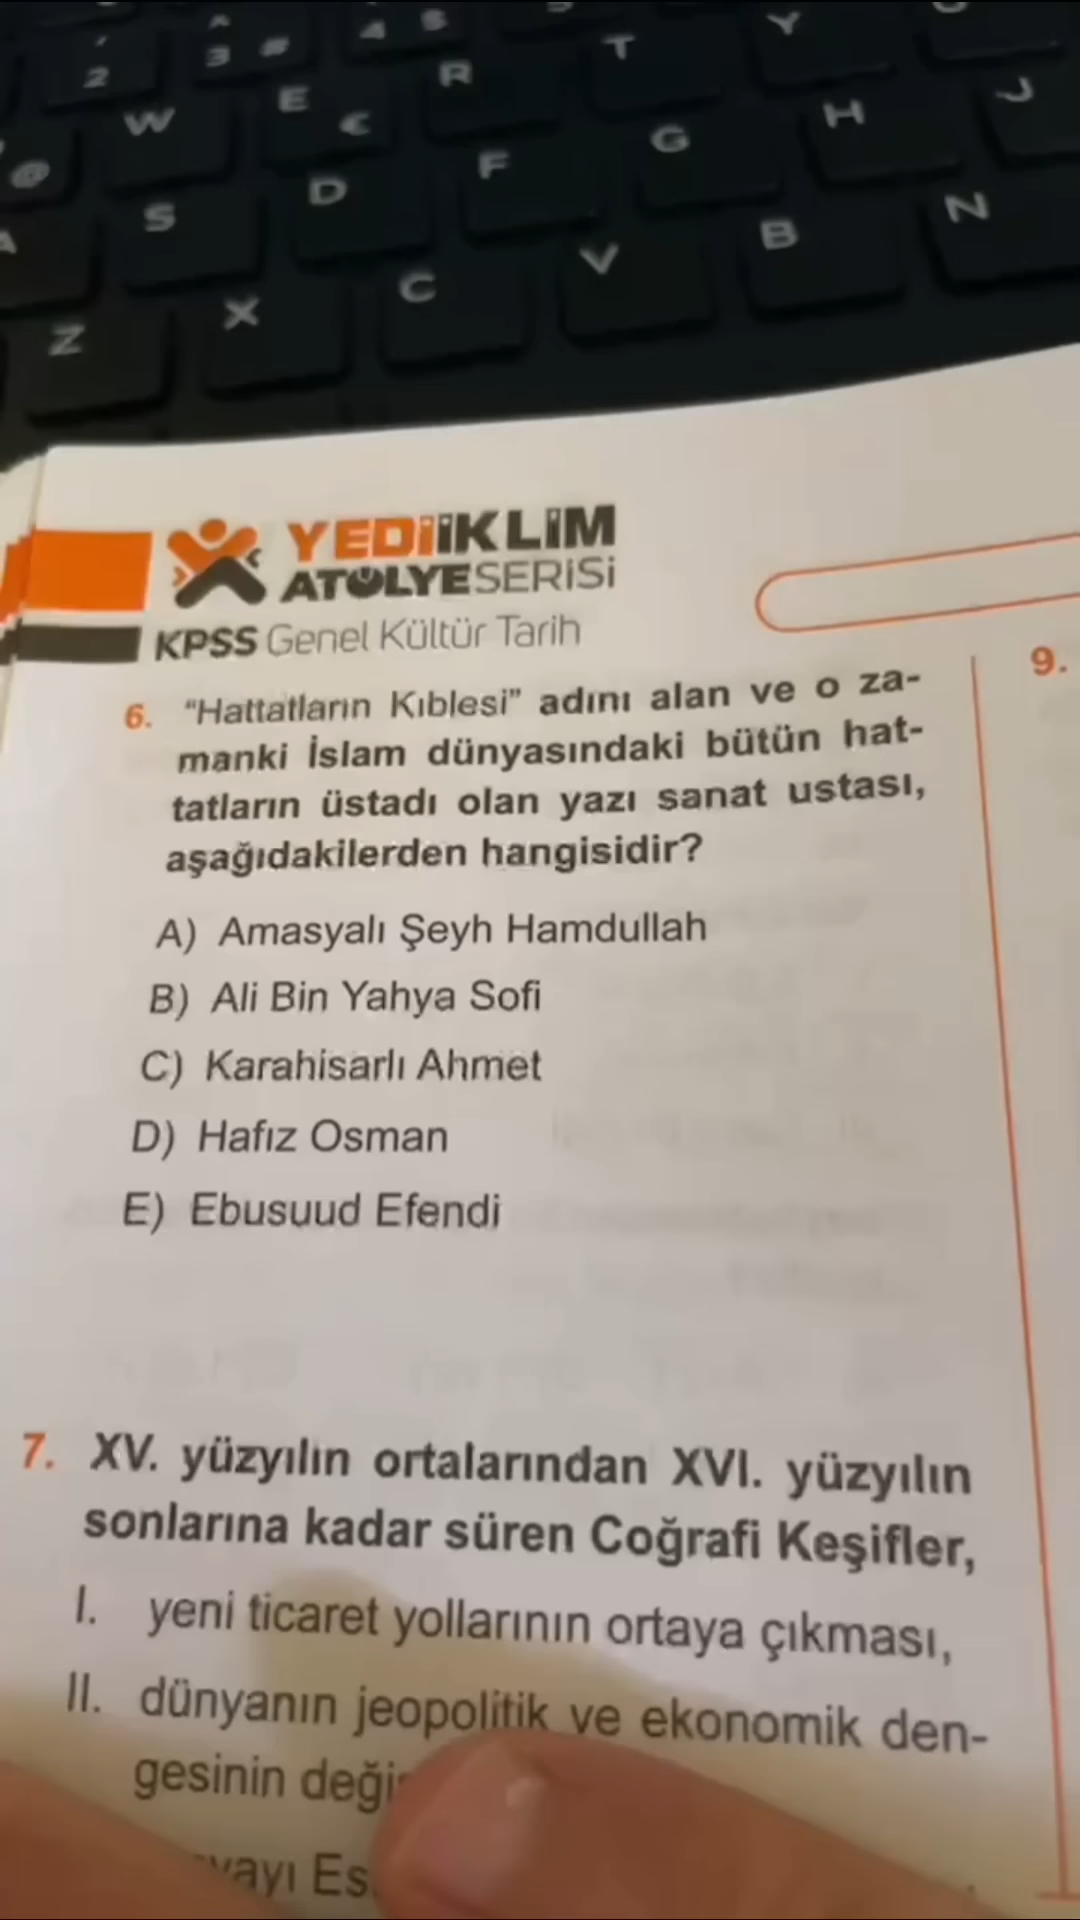 2
3 #
4 $
W
E
€
R
T
Y
@
S
D
F
G
H
J
A
Z
X
C
V
B
N
YEDİİKLİM
ATÖLYESERİSİ
KPSS Genel Kültür Tarih
6. "Hattatların Kıblesi" adını alan ve o za-
manki İslam dünyasındaki bütün hat-
tatların üstadı olan yazı sanat ustası,
aşağıdakilerden hangisidir?
A) Amasyalı Şeyh Hamdullah
B) Ali Bin Yahya Sofi
C) Karahisarlı Ahmet
D) Hafız Osman
E) Ebusuud Efendi
7. XV. yüzyılın ortalarından XVI. yüzyılın
sonlarına kadar süren Coğrafi Keşifler,
I. yeni ticaret yollarının ortaya çıkması,
II. dünyanın jeopolitik ve ekonomik den-
gesinin
9.